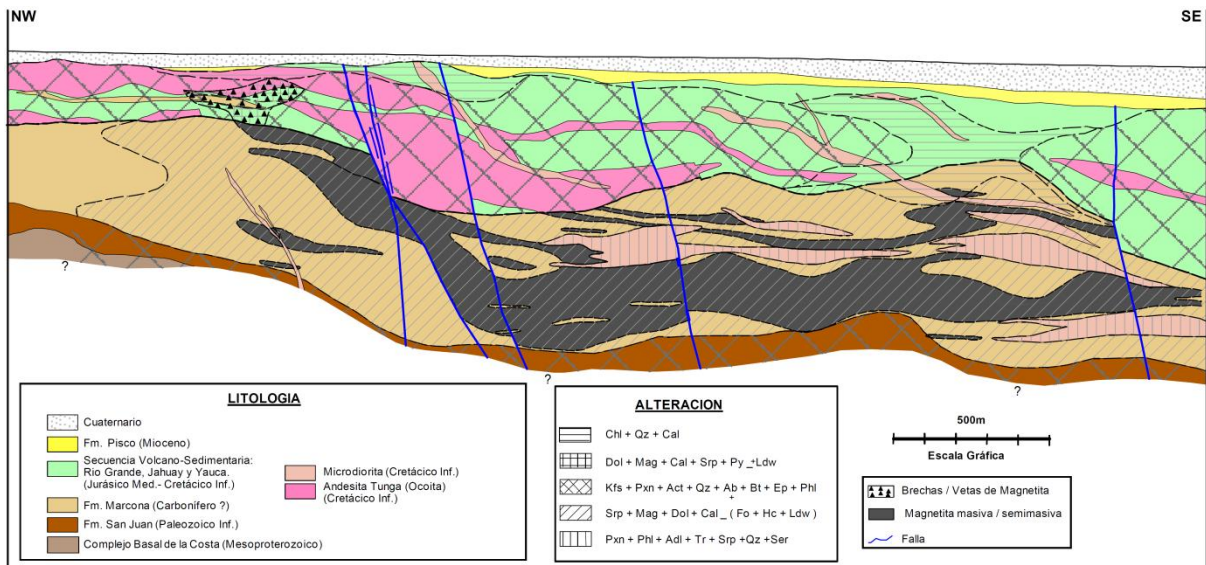 NW
SE
?
?
?
LITOLOGIA
Cuaternario
Fm. Pisco (Mioceno)
Secuencia Volcano-Sedimentaria:
Rio Grande, Jahuay y Yauca.
(Jurásico Med.- Cretácico Inf.)
Fm. Marcona (Carbonífero ?)
Fm. San Juan (Paleozoico Inf.)
Complejo Basal de la Costa (Mesoproterozoico)
Microdiorita (Cretácico Inf.)
Andesita Tunga (Ocoita)
(Cretácico Inf.)
ALTERACION
Chl + Qz + Cal
Dol + Mag + Cal + Srp + Py _+Ldw
Kfs + Pxn + Act + Qz + Ab + Bt + Ep + Phl
+
Srp + Mag + Dol + Cal _ ( Fo + Hc + Ldw )
Pxn + Phl + Adl + Tr + Srp +Qz +Ser
500m
Escala Gráfica
Brechas / Vetas de Magnetita
Magnetita masiva / semimasiva
Falla